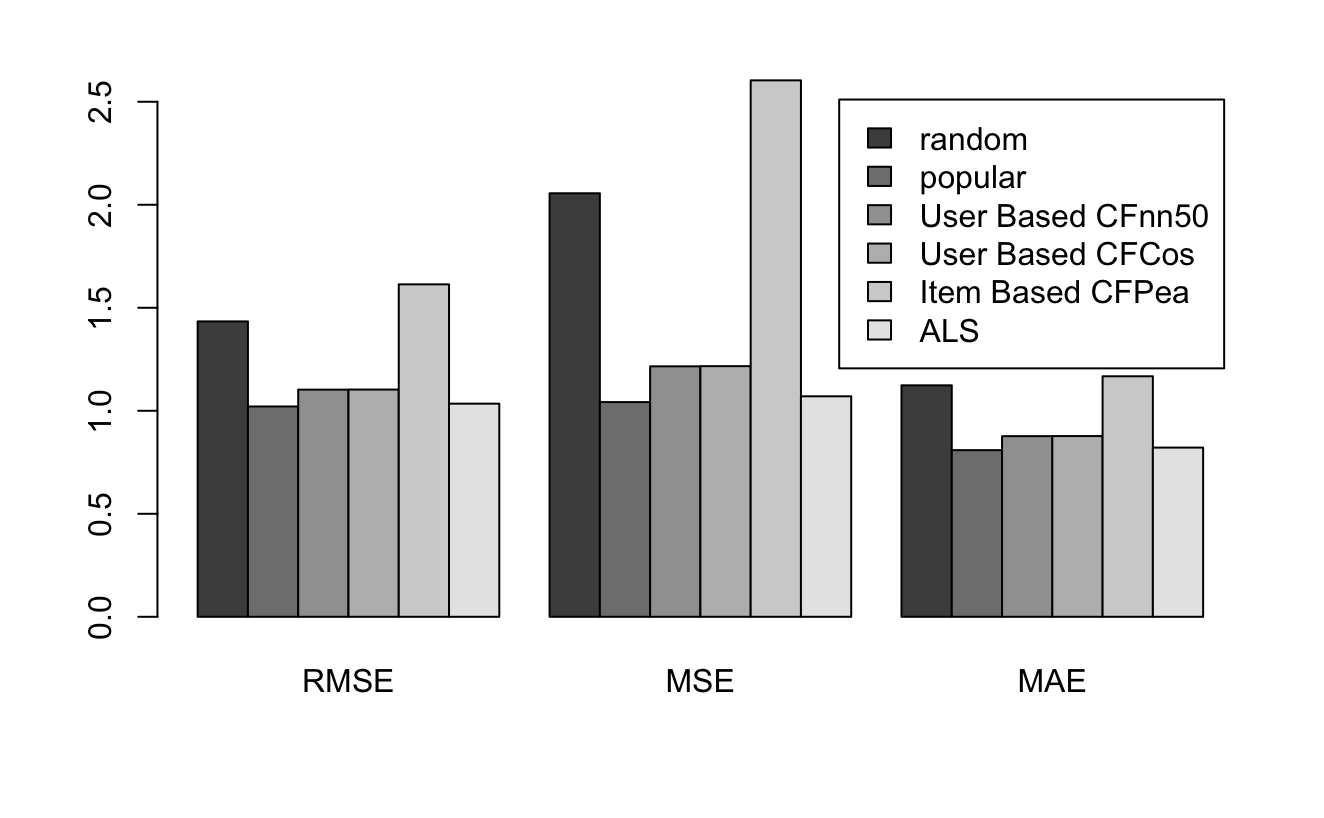 2.5
2.0
1.5
1.0
0.5
0.0
random
popular
User Based CFnn50
User Based CFCos
Item Based CFPea
ALS
RMSE
MSE
MAE